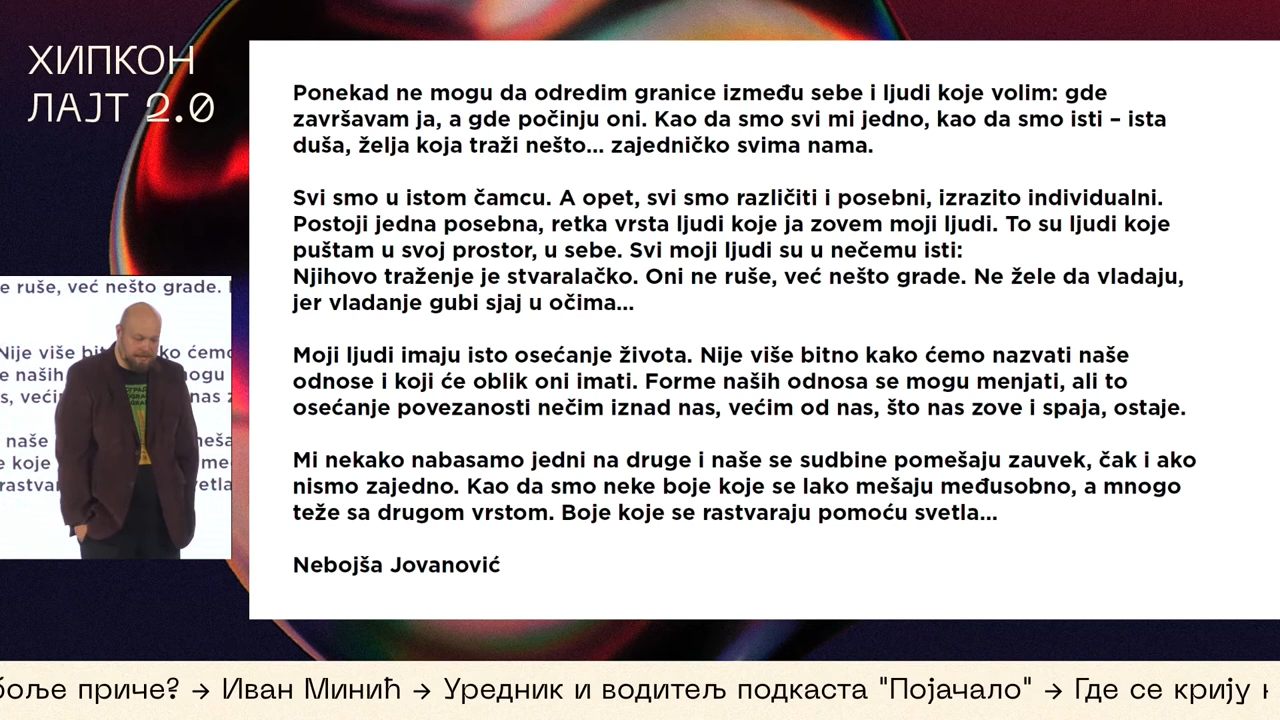 ХИПКОН
ЛАЈТ 2.0
Ponekad ne mogu da odredim granice između sebe i ljudi koje volim: gde
završavam ja, a gde počinju oni. Kao da smo svi mi jedno, kao da smo isti – ista
duša, želja koja traži nešto... zajedničko svima nama.
Svi smo u istom čamcu. A opet, svi smo različiti i posebni, izrazito individualni.
Postoji jedna posebna, retka vrsta ljudi koje ja zovem moji ljudi. To su ljudi koje
puštam u svoj prostor, u sebe. Svi moji ljudi su u nečemu isti:
Njihovo traženje je stvaralačko. Oni ne ruše, već nešto grade. Ne žele da vladaju,
jer vladanje gubi sjaj u očima...
Moji ljudi imaju isto osećanje života. Nije više bitno kako ćemo nazvati naše
odnose i koji će oblik oni imati. Forme naših odnosa se mogu menjati, ali to
osećanje povezanosti nečim iznad nas, većim od nas, što nas zove i spaja, ostaje.
Mi nekako nabasamo jedni na druge i naše se sudbine pomešaju zauvek, čak i ako
nismo zajedno. Kao da smo neke boje koje se lako mešaju međusobno, a mnogo
teže sa drugom vrstom. Boje koje se rastvaraju pomoću svetla...
Nebojša Jovanović
e ruše, već nešto grade.
Nije više bit ko ćemo
e naših mogu
s, veći nas z
naše meša
e koje me
rastvar vetla
боље приче? → Иван Минић → Уредник и водитељ подкаста "Појачало" → Где се крију